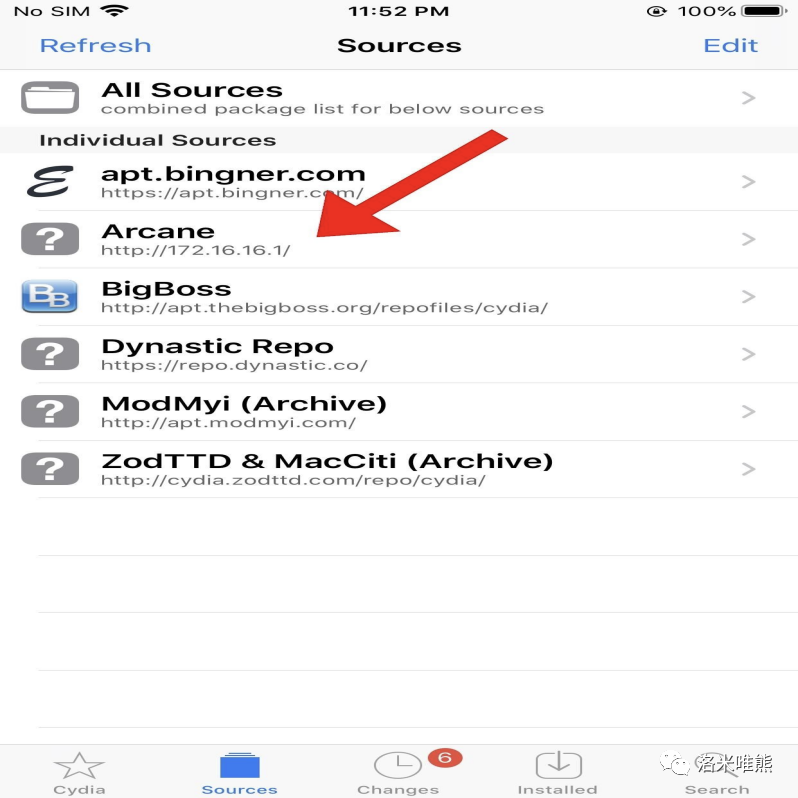 No SIM 11:52 PM 100%
Refresh Sources Edit
All Sources
combined package list for below sources
Individual Sources
apt.bingner.com
https://apt.bingner.com/
Arcane
http://172.16.16.1/
BigBoss
http://apt.thebigboss.org/repofiles/cydia/
Dynastic Repo
https://repo.dynastic.co/
ModMyi (Archive)
http://apt.modmyi.com/
ZodTTD & MacCiti (Archive)
http://cydia.zodttd.com/repo/cydia/
6
洛米唯熊
Cydia Sources Changes Installed Search